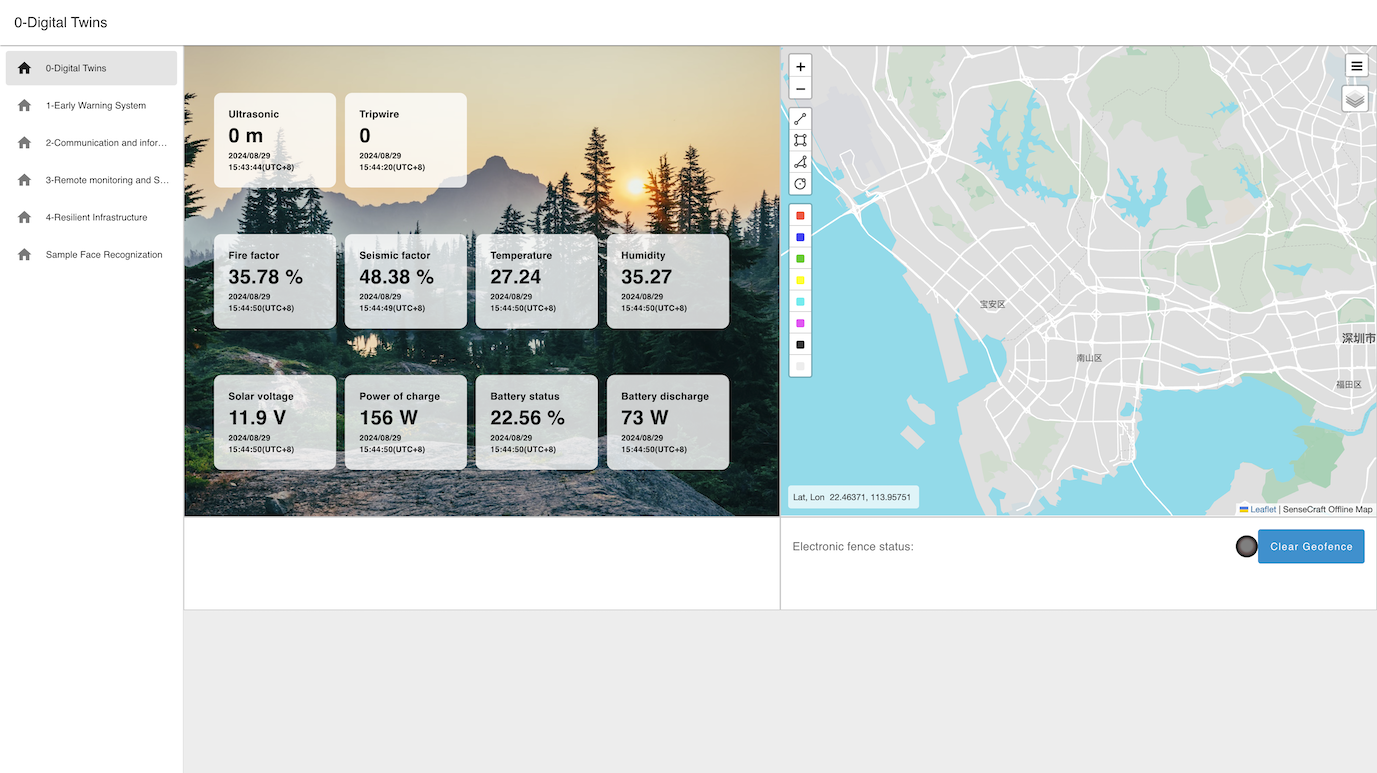 0-Digital Twins
0-Digital Twins
1-Early Warning System
2-Communication and infor...
3-Remote monitoring and S...
4-Resilient Infrastructure
Sample Face Recognization
Ultrasonic
0 m
2024/08/29
15:43:44(UTC+8)
Tripwire
0
2024/08/29
15:44:20(UTC+8)
Fire factor
35.78 %
2024/08/29
15:44:50(UTC+8)
Seismic factor
48.38 %
2024/08/29
15:44:49(UTC+8)
Temperature
27.24
2024/08/29
15:44:50(UTC+8)
Humidity
35.27
2024/08/29
15:44:50(UTC+8)
Solar voltage
11.9 V
2024/08/29
15:44:50(UTC+8)
Power of charge
156 W
2024/08/29
15:44:50(UTC+8)
Battery status
22.56 %
2024/08/29
15:44:50(UTC+8)
Battery discharge
73 W
2024/08/29
15:44:50(UTC+8)
+
−
宝安区
深圳市
南山区
福田区
Lat, Lon 22.46371, 113.95751
Leaflet | SenseCraft Offline Map
Electronic fence status:
Clear Geofence